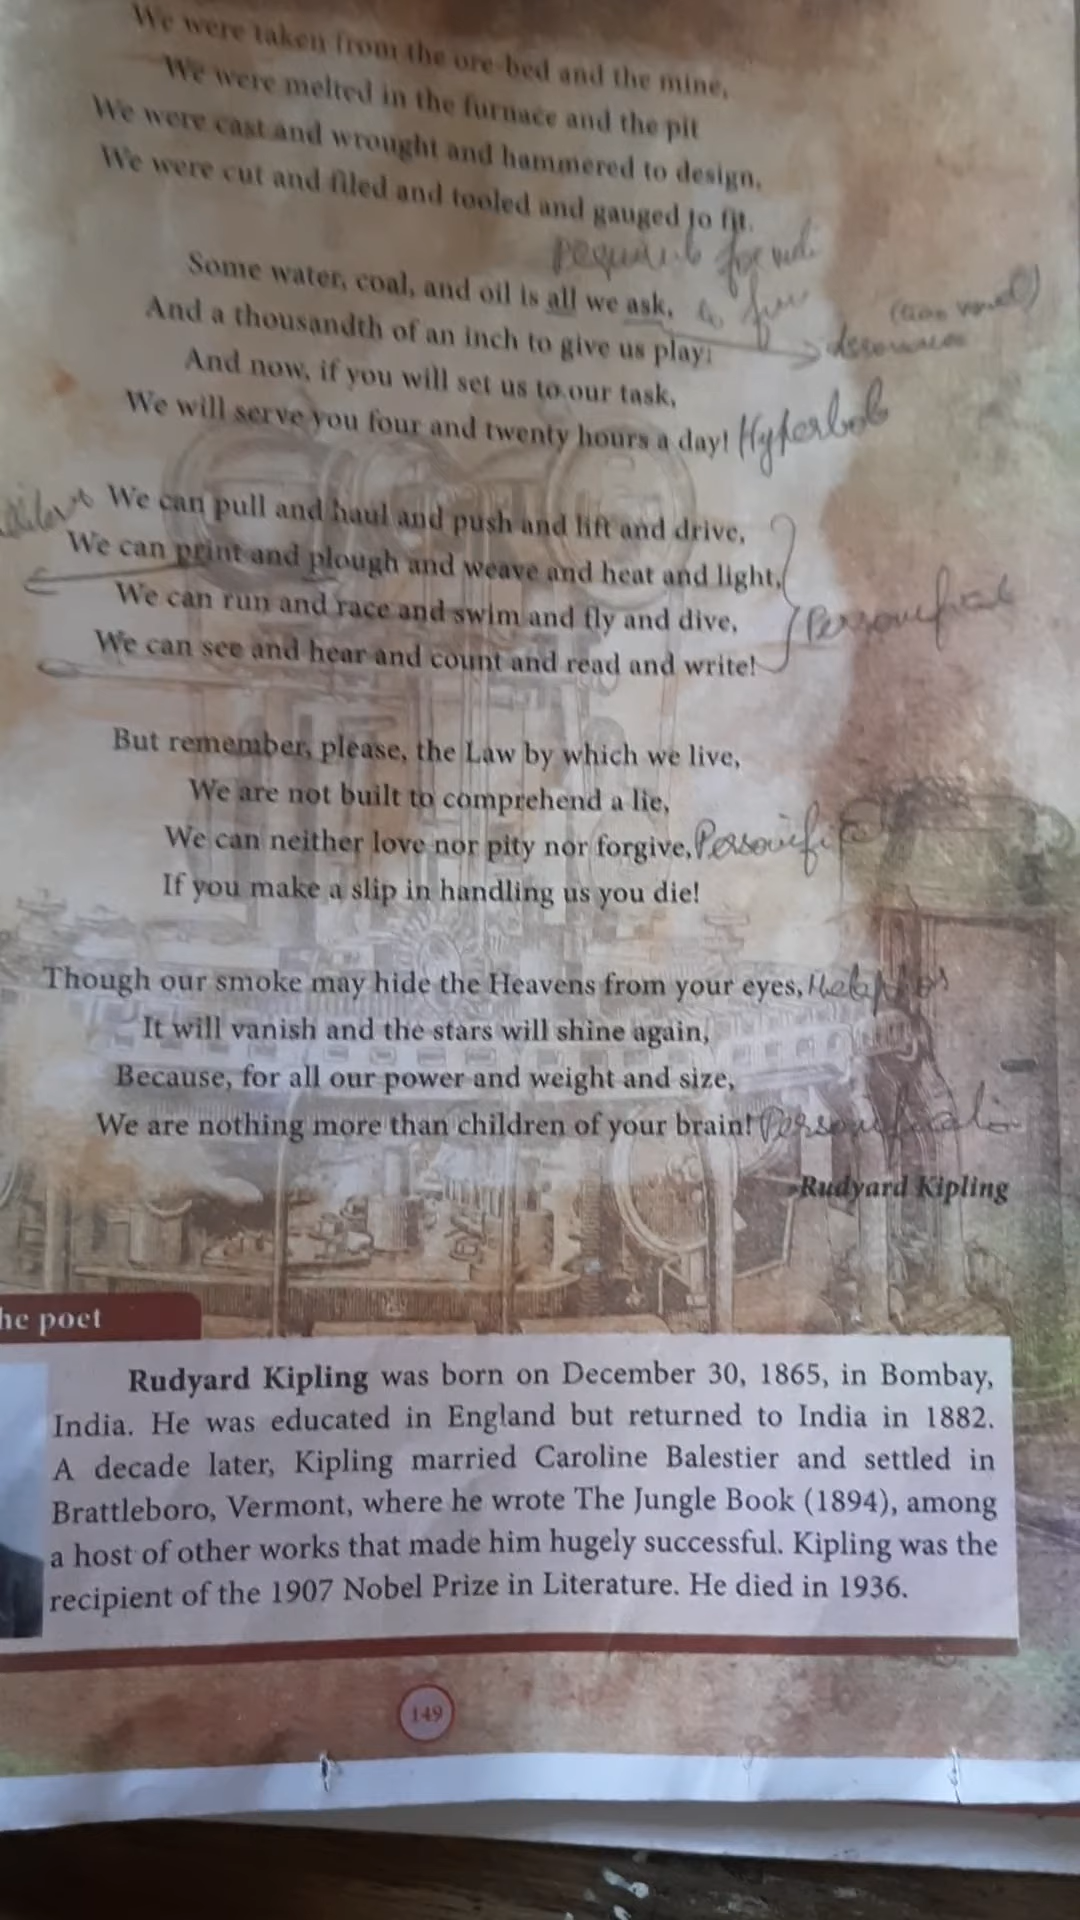 We were taken from the ore-bed and the mine,
We were melted in the furnace and the pit
We were cast and wrought and hammered to design,
We were cut and filed and tooled and gauged to fit.
Some water, coal, and oil is all we ask,
And a thousandth of an inch to give us play:
And now, if you will set us to our task,
We will serve you four and twenty hours a day! Hyperbol
We can pull and haul and push and lift and drive,
We can print and plough and weave and heat and light,
We can run and race and swim and fly and dive,
We can see and hear and count and read and write!
But remember, please, the Law by which we live,
We are not built to comprehend a lie,
We can neither love nor pity nor forgive,
If you make a slip in handling us you die!
Though our smoke may hide the Heavens from your eyes,
It will vanish and the stars will shine again,
Because, for all our power and weight and size,
We are nothing more than children of your brain!
-Rudyard Kipling
he poet
Rudyard Kipling was born on December 30, 1865, in Bombay,
India. He was educated in England but returned to India in 1882.
A decade later, Kipling married Caroline Balestier and settled in
Brattleboro, Vermont, where he wrote The Jungle Book (1894), among
a host of other works that made him hugely successful. Kipling was the
recipient of the 1907 Nobel Prize in Literature. He died in 1936.
149